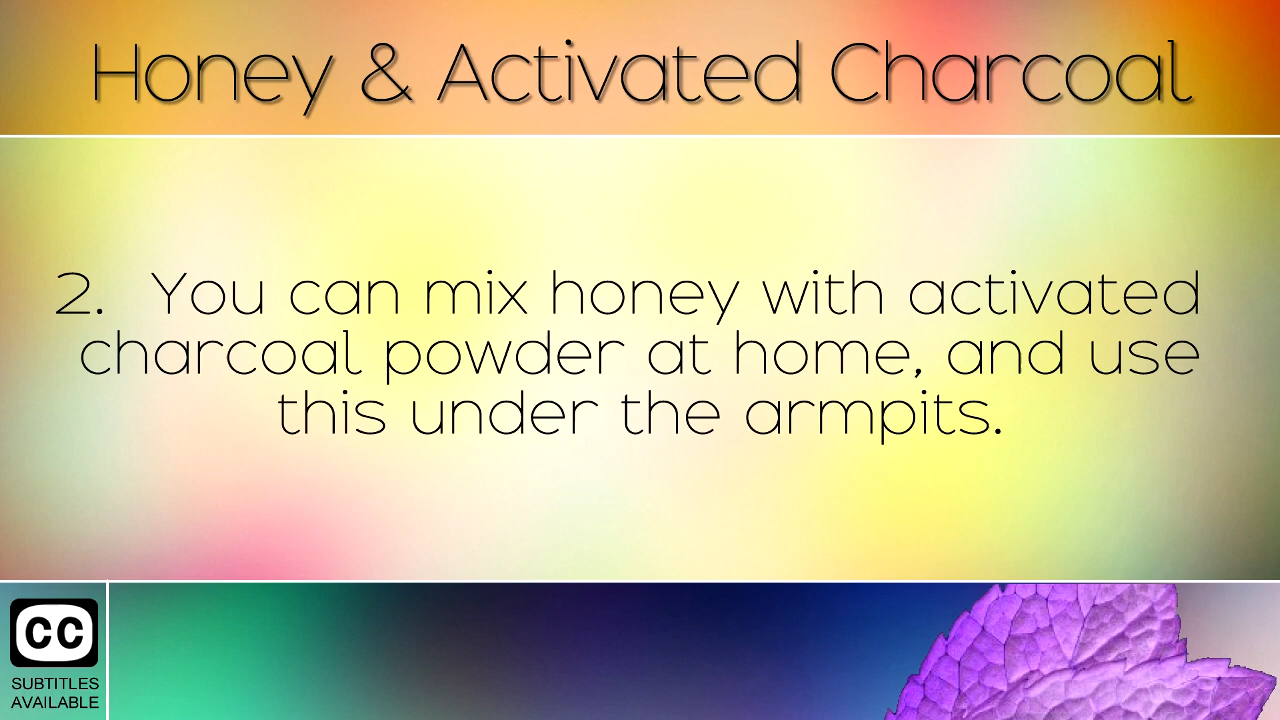 Honey & Activated Charcoal
2. You can mix honey with activated
charcoal powder at home, and use
this under the armpits.
CC
SUBTITLES
AVAILABLE